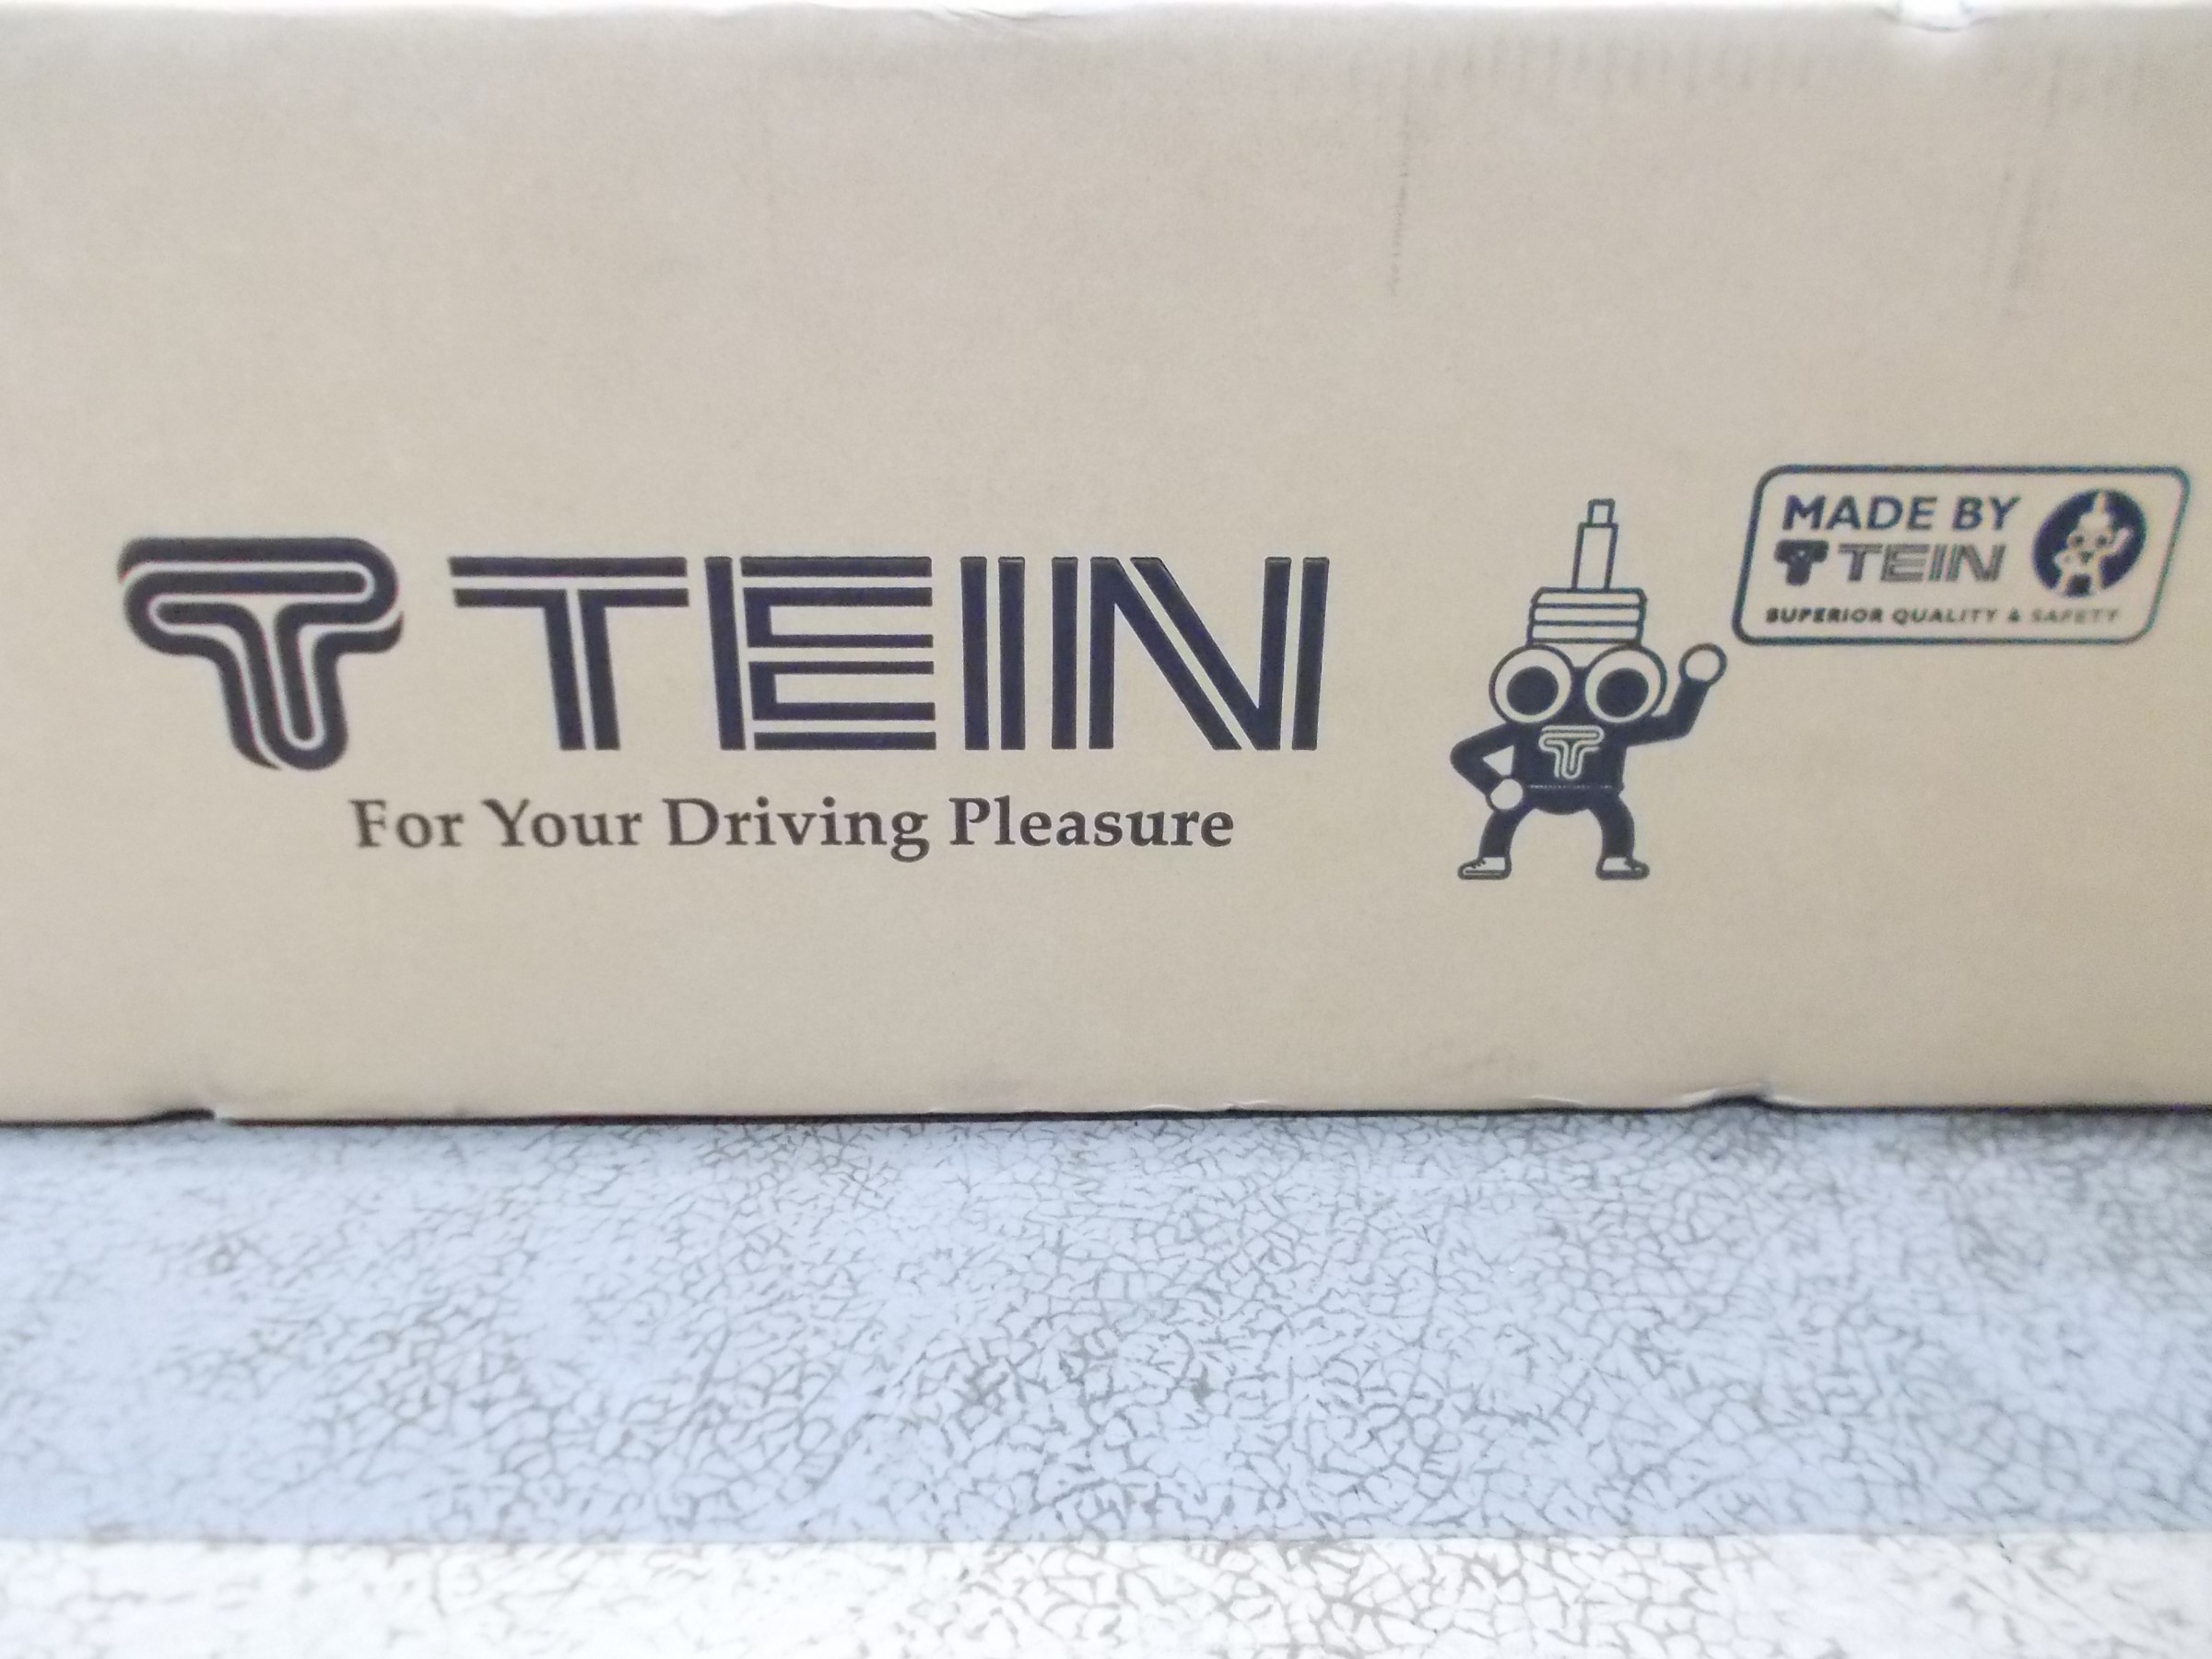 TEIN
For Your Driving Pleasure
MADE BY
TEIN
SUPERIOR QUALITY & SAFETY